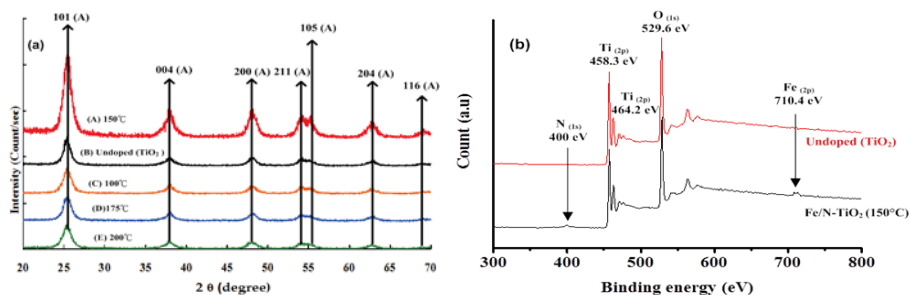 (a)
101 (A)
004 (A)
200 (A)
211 (A)
105 (A)
204 (A)
116 (A)
(A) 150℃
(B) Undoped (TiO₂)
(C) 100℃
(D)175℃
(E) 200℃
Intensity (Count/sec)
20 25 30 35 40 45 50 55 60 65 70
2 θ (degree)
(b)
N (1s)
400 eV
Ti (2p)
458.3 eV
Ti (2p)
464.2 eV
O (1s)
529.6 eV
Fe (2p)
710.4 eV
Undoped (TiO₂)
Fe/N-TiO₂ (150°C)
Count (a.u)
300 400 500 600 700 800
Binding energy (eV)